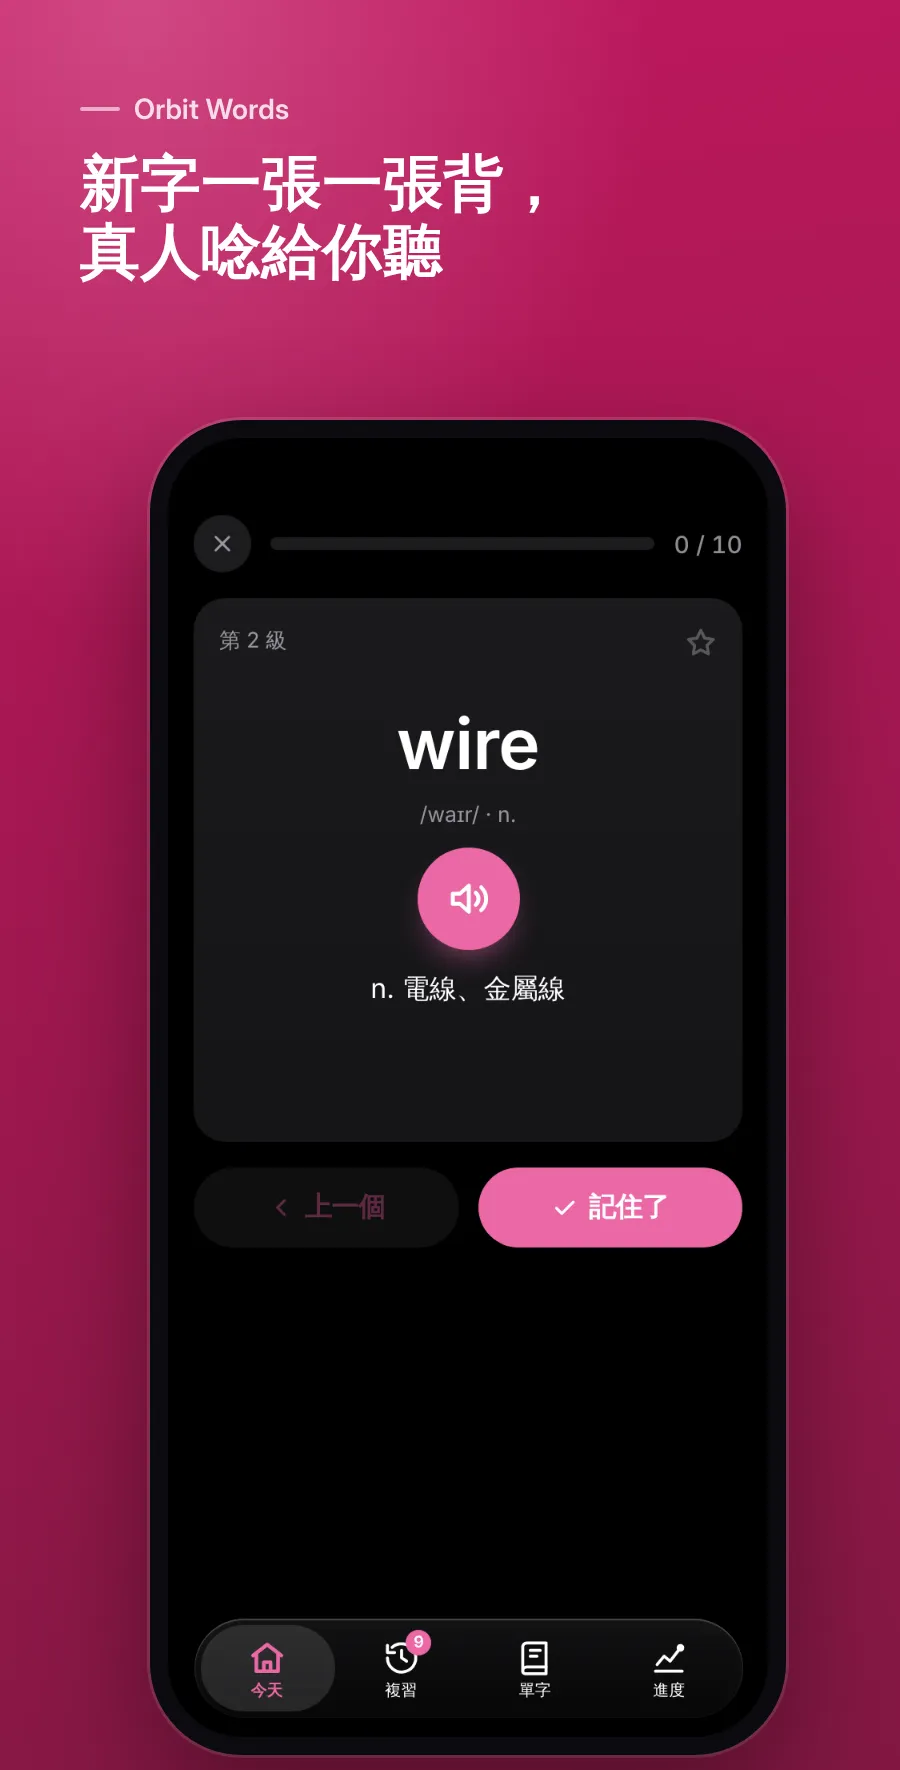 Orbit Words
新字一張一張背，
真人唸給你聽
0 / 10
第 2 級
wire
/waɪr/ · n.
n. 電線、金屬線
上一個
記住了
9
今天
複習
單字
進度